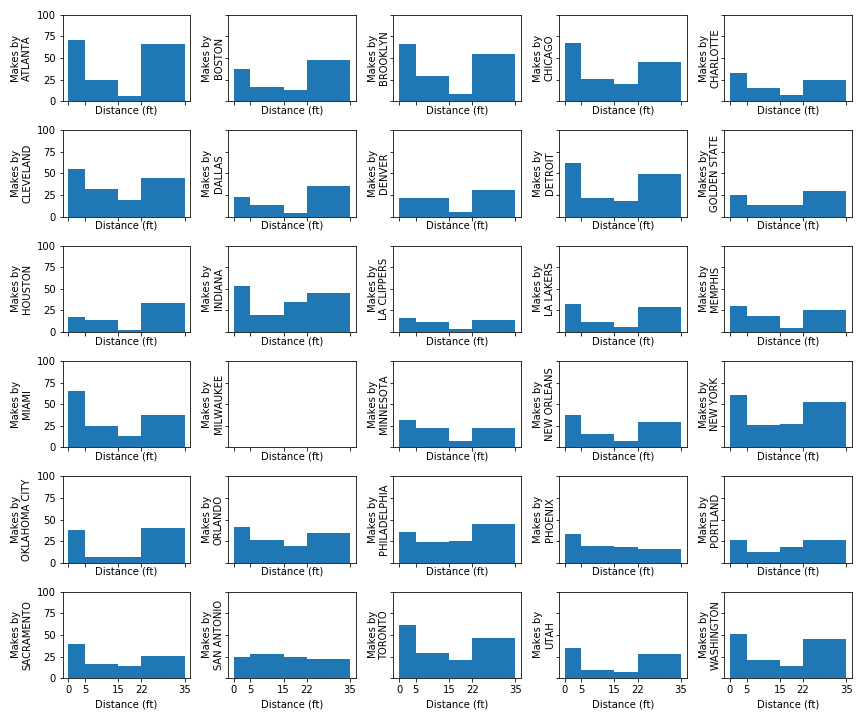 100
75
50
25
0
Makes by
ATLANTA
Distance (ft)
Makes by
BOSTON
Distance (ft)
Makes by
BROOKLYN
Distance (ft)
Makes by
CHICAGO
Distance (ft)
Makes by
CHARLOTTE
Distance (ft)
100
75
50
25
0
Makes by
CLEVELAND
Distance (ft)
Makes by
DALLAS
Distance (ft)
Makes by
DENVER
Distance (ft)
Makes by
DETROIT
Distance (ft)
Makes by
GOLDEN STATE
Distance (ft)
100
75
50
25
0
Makes by
HOUSTON
Distance (ft)
Makes by
INDIANA
Distance (ft)
Makes by
LA CLIPPERS
Distance (ft)
Makes by
LA LAKERS
Distance (ft)
Makes by
MEMPHIS
Distance (ft)
100
75
50
25
0
Makes by
MIAMI
Distance (ft)
Makes by
MILWAUKEE
Distance (ft)
Makes by
MINNESOTA
Distance (ft)
Makes by
NEW ORLEANS
Distance (ft)
Makes by
NEW YORK
Distance (ft)
100
75
50
25
0
Makes by
OKLAHOMA CITY
Distance (ft)
Makes by
ORLANDO
Distance (ft)
Makes by
PHILADELPHIA
Distance (ft)
Makes by
PHOENIX
Distance (ft)
Makes by
PORTLAND
Distance (ft)
100
75
50
25
0
Makes by
SACRAMENTO
0 5 15 22 35
Distance (ft)
Makes by
SAN ANTONIO
0 5 15 22 35
Distance (ft)
Makes by
TORONTO
0 5 15 22 35
Distance (ft)
Makes by
UTAH
0 5 15 22 35
Distance (ft)
Makes by
WASHINGTON
0 5 15 22 35
Distance (ft)